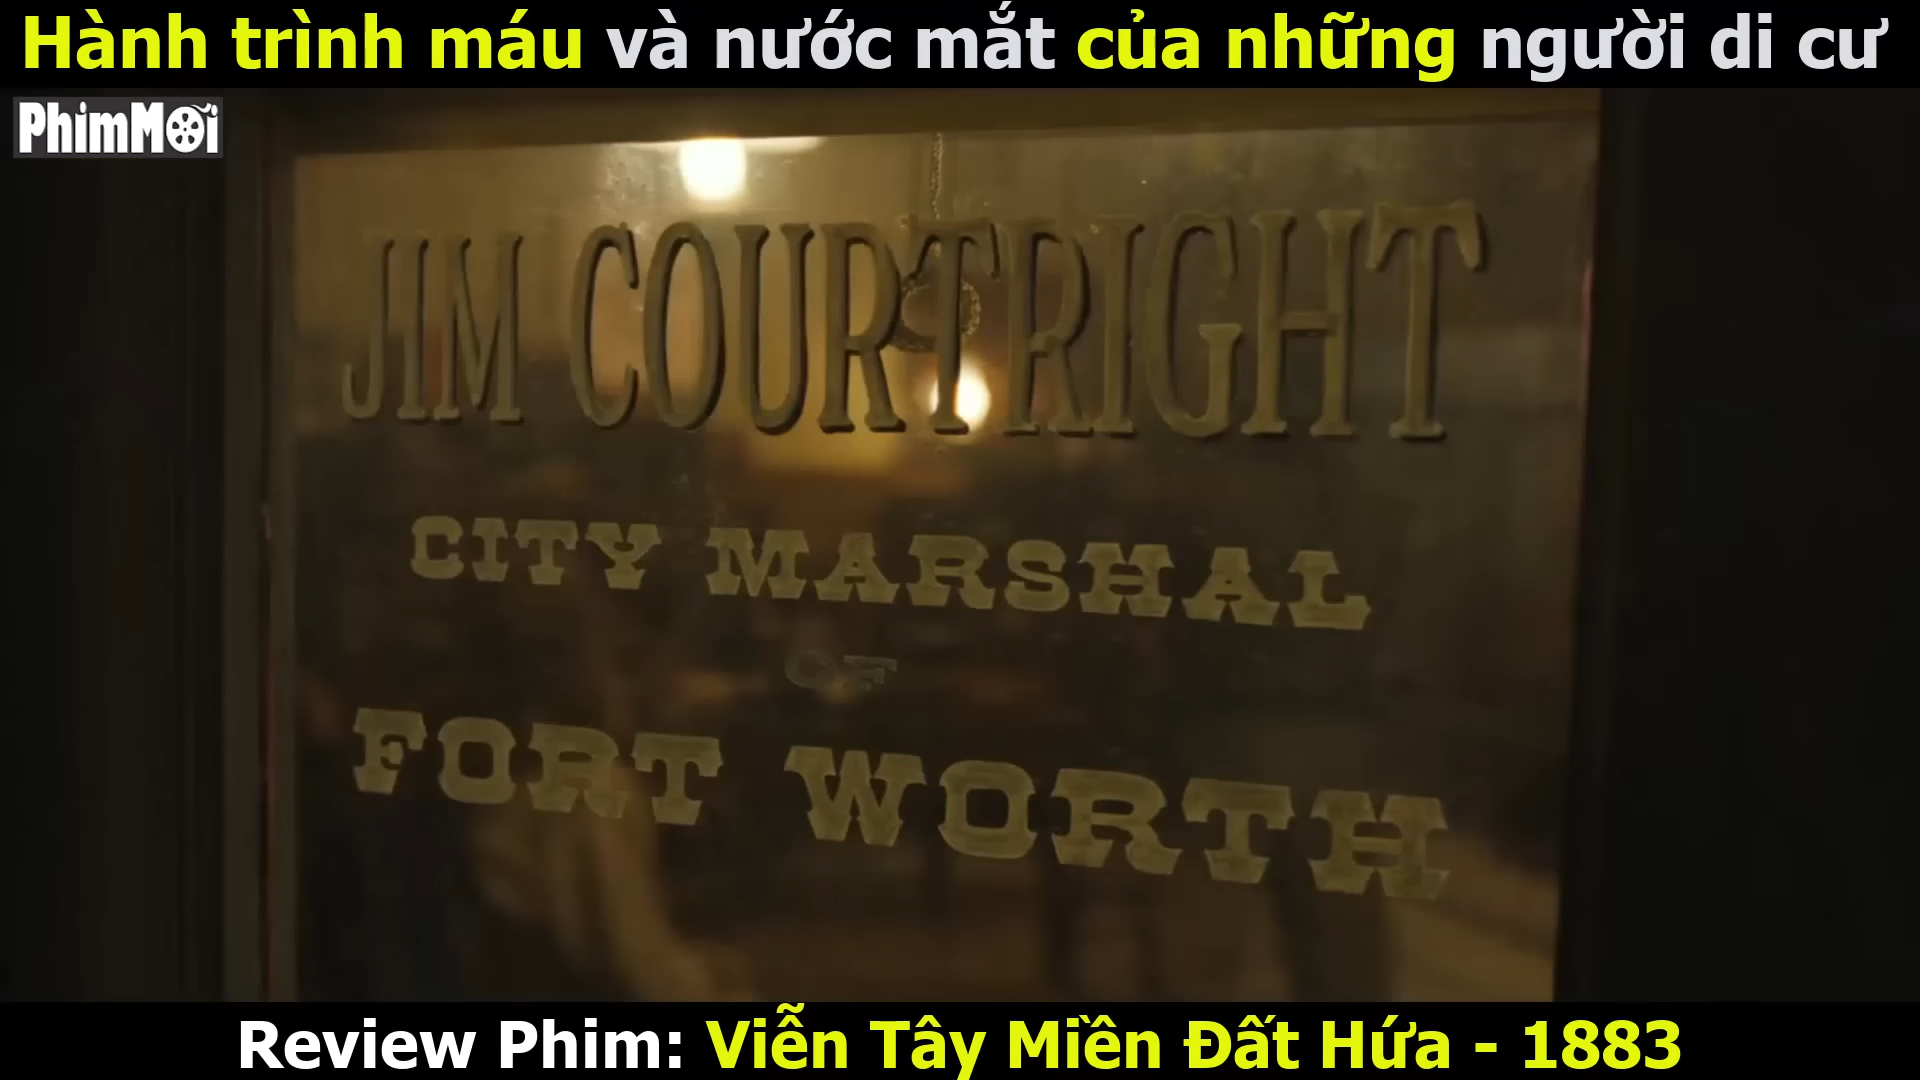 Hành trình máu và nước mắt của những người di cư
PhimMới
JIM COURTRIGHT
CITY MARSHAL
OF
FORT WORTH
Review Phim: Viễn Tây Miền Đất Hứa - 1883